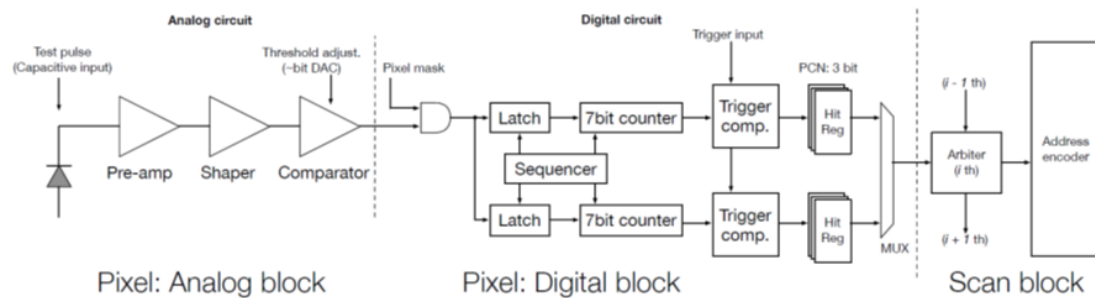 Analog circuit
Digital circuit
Test pulse
(Capacitive input)
Threshold adjust.
(~bit DAC)
Pixel mask
Trigger input
PCN: 3 bit
(i - 1 th)
Latch
7bit counter
Trigger
comp.
Hit
Reg
Pre-amp
Shaper
Comparator
Sequencer
Arbiter
(i th)
Address
encoder
Latch
7bit counter
Trigger
comp.
Hit
Reg
MUX
(i + 1 th)
Pixel: Analog block
Pixel: Digital block
Scan block